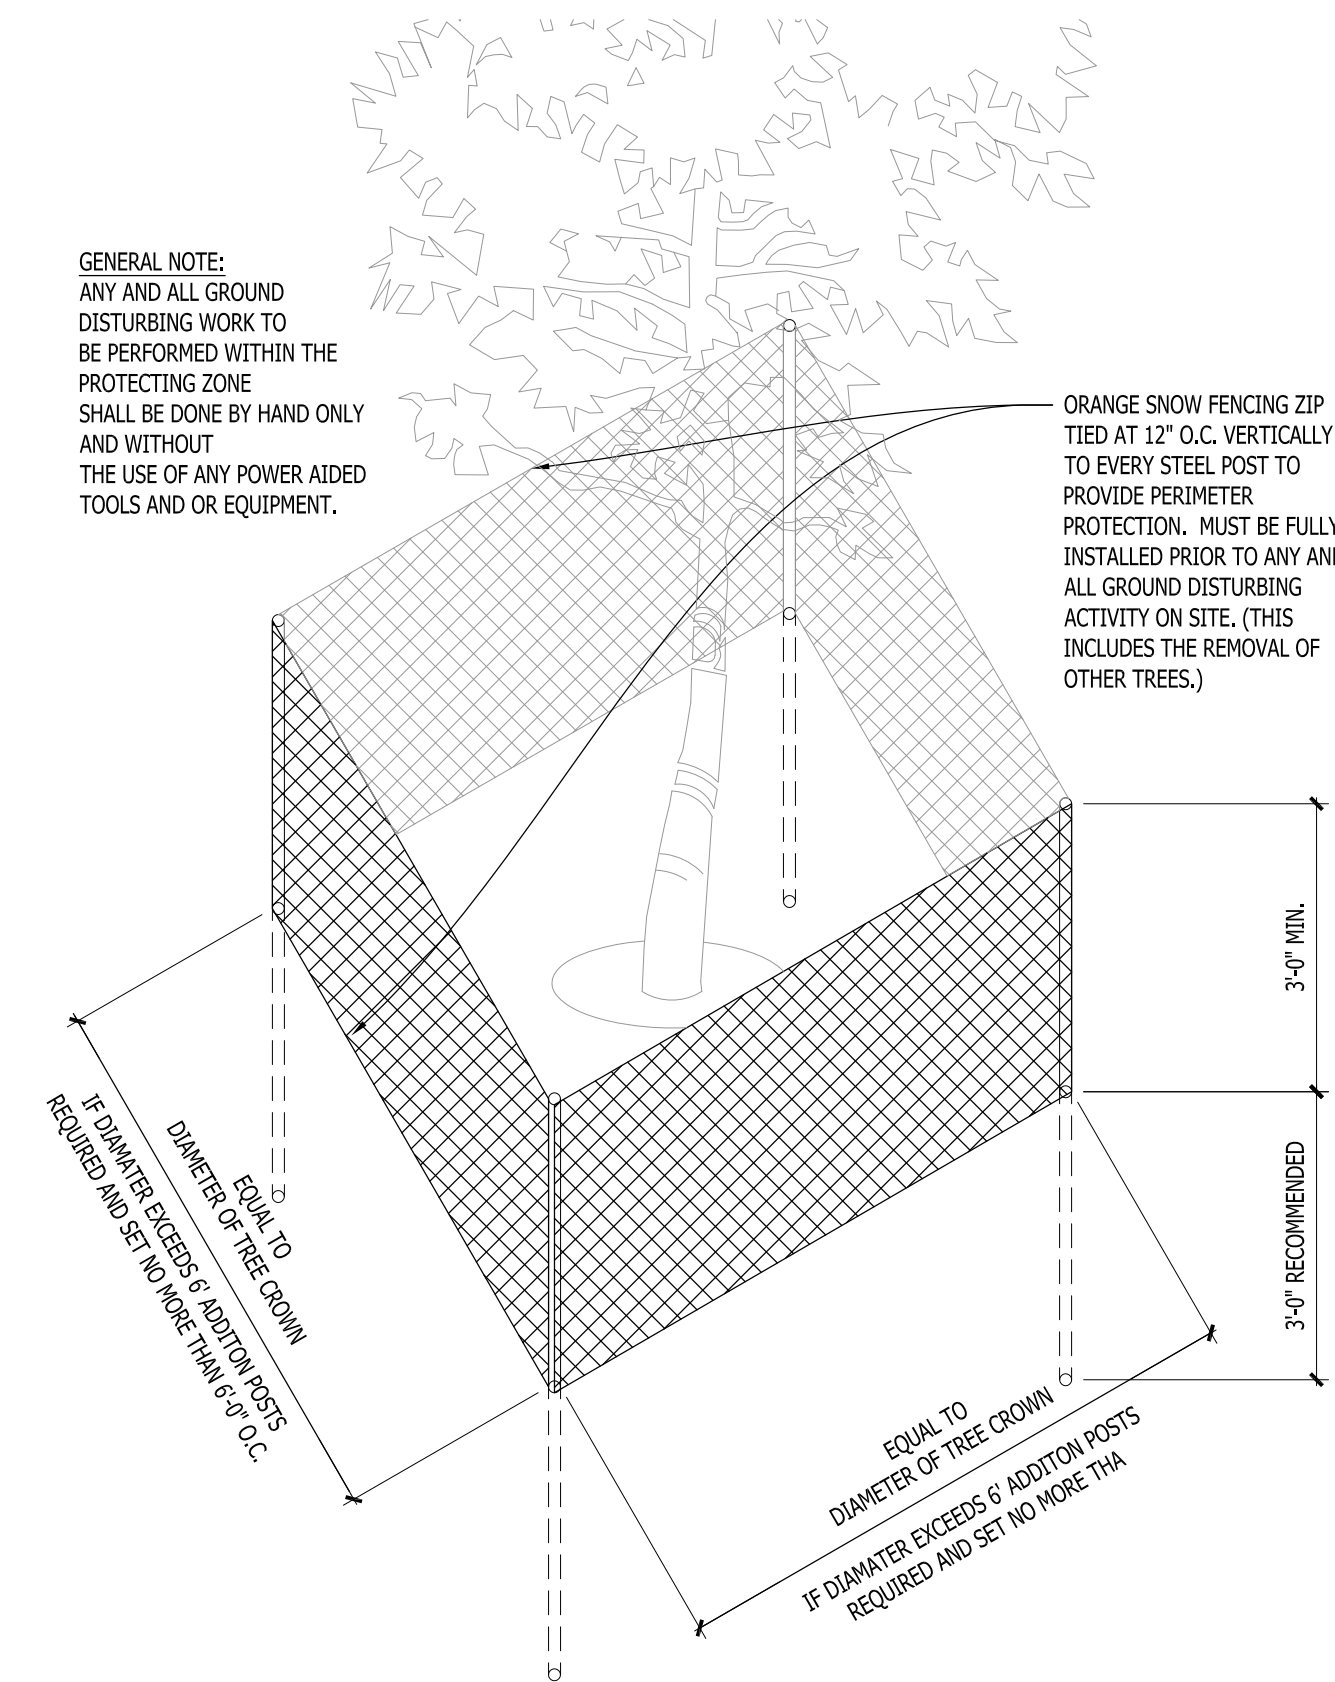 GENERAL NOTE:
ANY AND ALL GROUND
DISTURBING WORK TO
BE PERFORMED WITHIN THE
PROTECTING ZONE
SHALL BE DONE BY HAND ONLY
AND WITHOUT
THE USE OF ANY POWER AIDED
TOOLS AND OR EQUIPMENT.
ORANGE SNOW FENCING ZIP
TIED AT 12" O.C. VERTICALLY
TO EVERY STEEL POST TO
PROVIDE PERIMETER
PROTECTION. MUST BE FULLY
INSTALLED PRIOR TO ANY AND
ALL GROUND DISTURBING
ACTIVITY ON SITE. (THIS
INCLUDES THE REMOVAL OF
OTHER TREES.)
3'-0" MIN.
3'-0" RECOMMENDED
EQUAL TO
DIAMETER OF TREE CROWN
IF DIAMATER EXCEEDS 6' ADDITON POSTS
REQUIRED AND SET NO MORE THAN 6'-0" O.C.
EQUAL TO
DIAMETER OF TREE CROWN
IF DIAMATER EXCEEDS 6' ADDITON POSTS
REQUIRED AND SET NO MORE THA